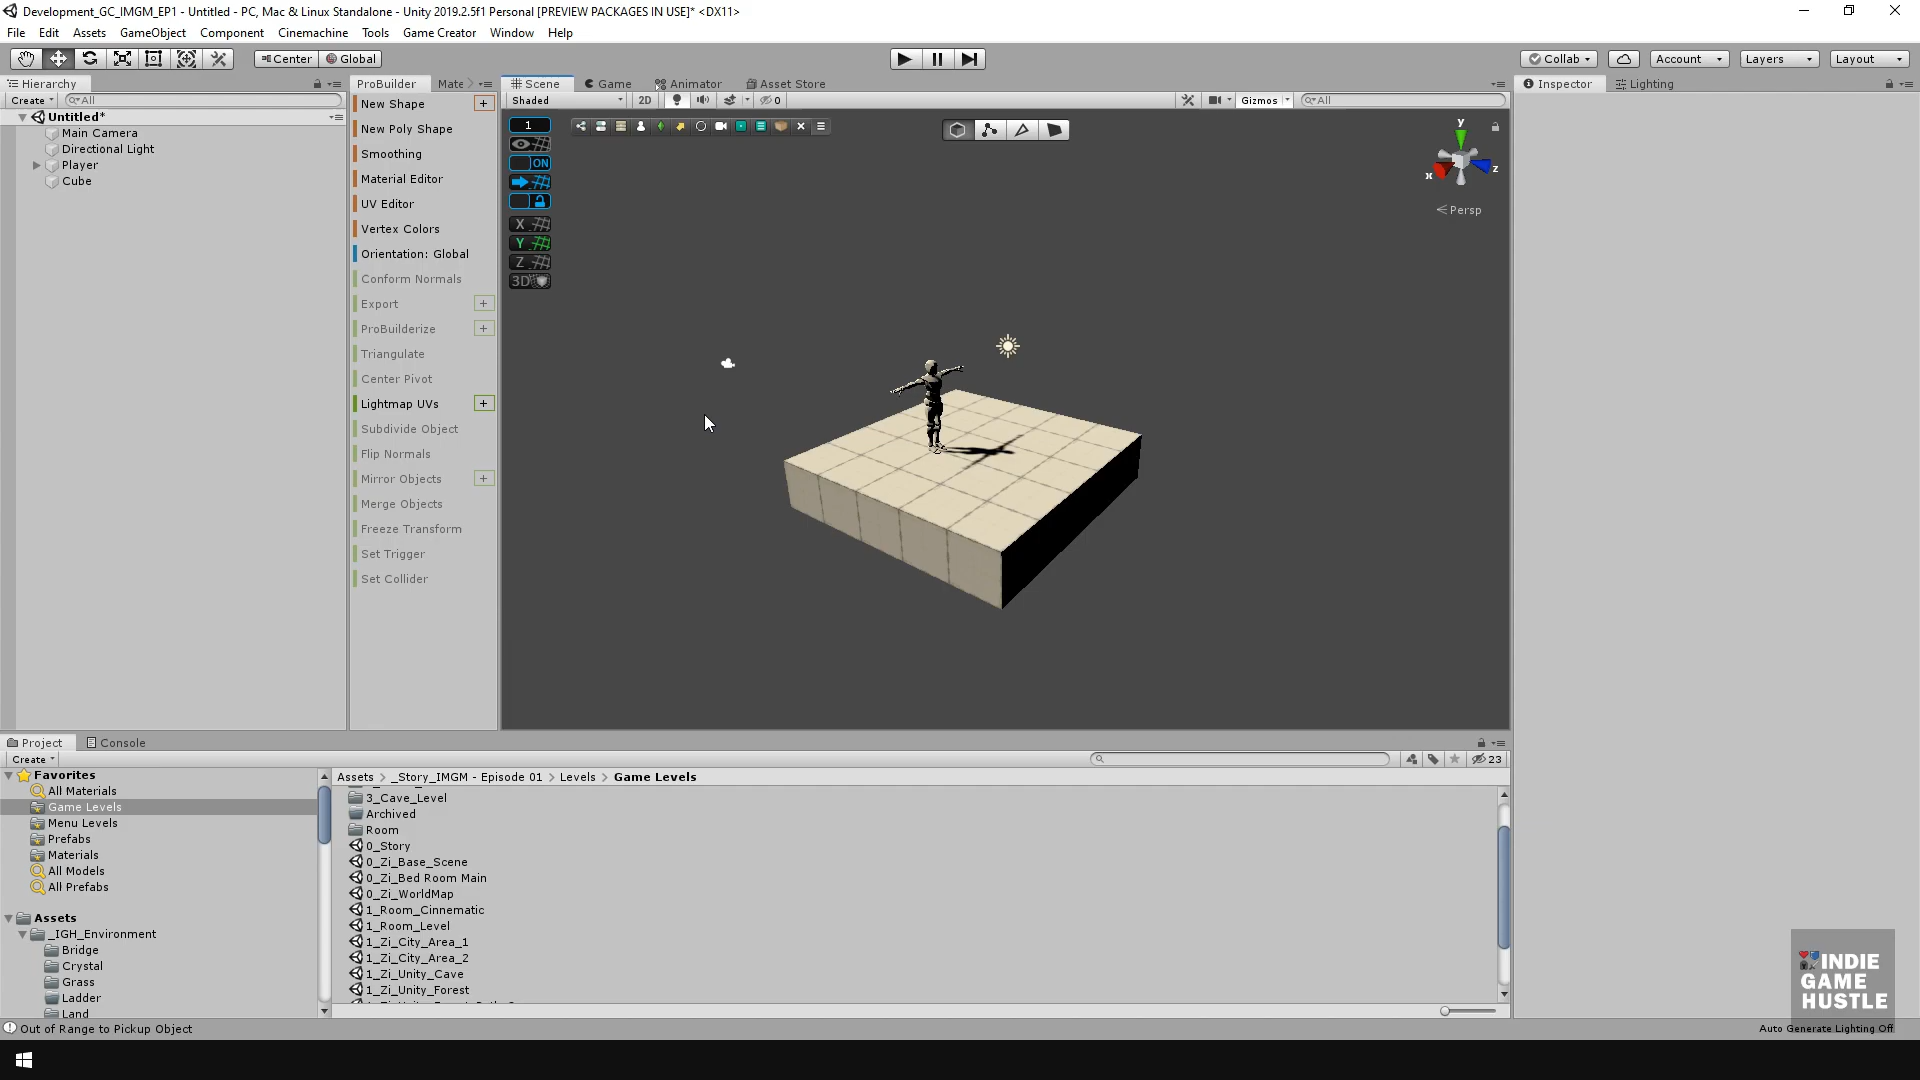 Development_GC_IMGM_EP1 - Untitled - PC, Mac & Linux Standalone - Unity 2019.2.5f1 Personal [PREVIEW PACKAGES IN USE]* <DX11>
File Edit Assets GameObject Component Cinemachine Tools Game Creator Window Help
Center Global Collab Account Layers Layout
Hierarchy ProBuilder Mate Scene Game Animator Asset Store Inspector Lighting
Create All Shaded 2D 0 Gizmos All
Untitled*
Main Camera
Directional Light
Player
Cube
New Shape +
New Poly Shape
Smoothing
Material Editor
UV Editor
Vertex Colors
Orientation: Global
Conform Normals
Export +
ProBuilderize +
Triangulate
Center Pivot
Lightmap UVs +
Subdivide Object
Flip Normals
Mirror Objects +
Merge Objects
Freeze Transform
Set Trigger
Set Collider
1
ON
X
Y
Z
3D
y
x z
Persp
Project Console
Create 23
Favorites
All Materials
Game Levels
Menu Levels
Prefabs
Materials
All Models
All Prefabs
Assets
_IGH_Environment
Bridge
Crystal
Grass
Ladder
Land
Assets > _Story_IMGM - Episode 01 > Levels > Game Levels
3_Cave_Level
Archived
Room
0_Story
0_Zi_Base_Scene
0_Zi_Bed Room Main
0_Zi_WorldMap
1_Room_Cinnematic
1_Room_Level
1_Zi_City_Area_1
1_Zi_City_Area_2
1_Zi_Unity_Cave
1_Zi_Unity_Forest
INDIE
GAME
HUSTLE
Out of Range to Pickup Object
Auto Generate Lighting Off